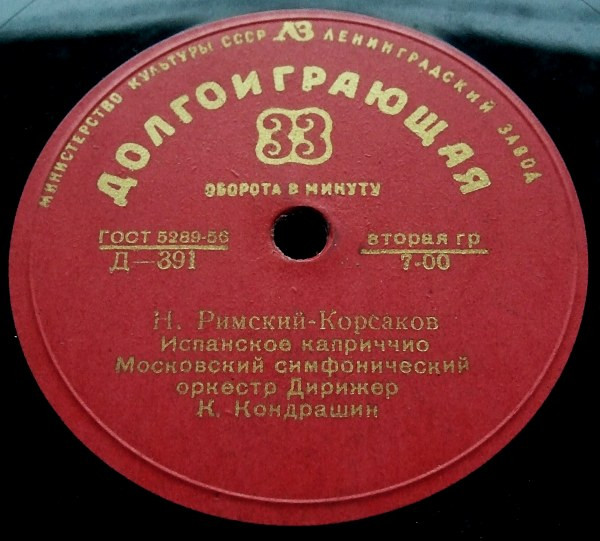 МИНИСТЕРСТВО КУЛЬТУРЫ СССР ЛЗ ЛЕНИНГРАДСКИЙ ЗАВОД
ДОЛГОИГРАЮЩАЯ
33
ОБОРОТА В МИНУТУ
ГОСТ 5289-56
Д—391
вторая гр
7-00
Н. Римский-Корсаков
Испанское каприччио
Московский симфонический
оркестр Дирижер
К. Кондрашин